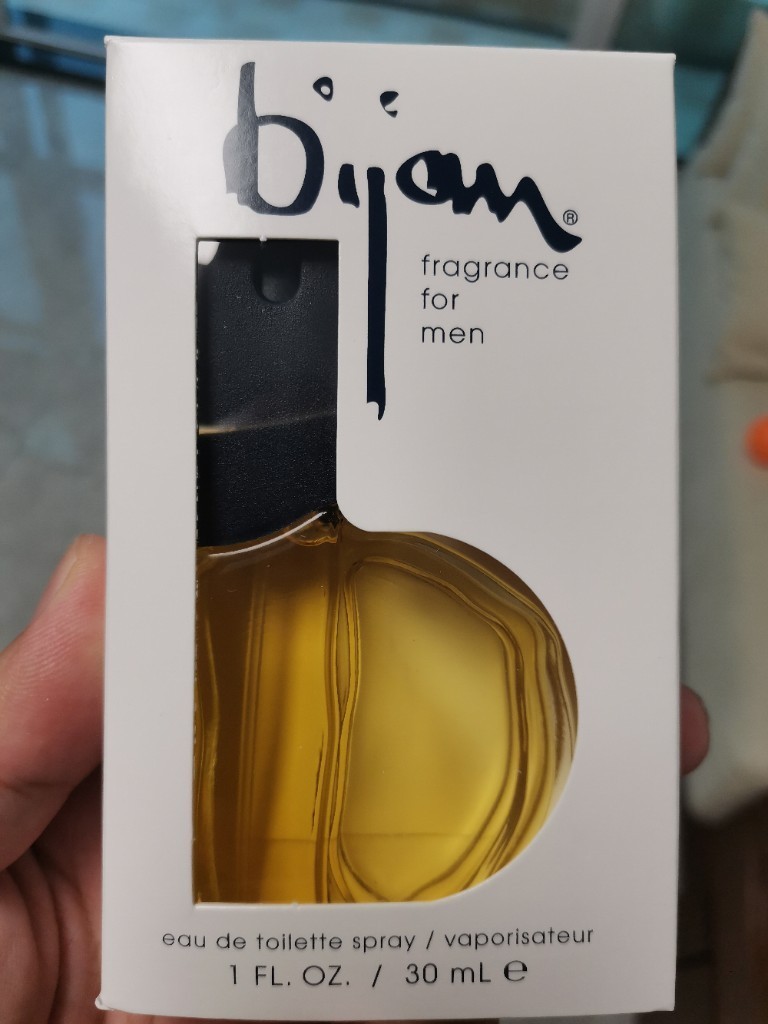 bijan®
fragrance
for
men
eau de toilette spray / vaporisateur
1 FL. OZ. / 30 mL ℮